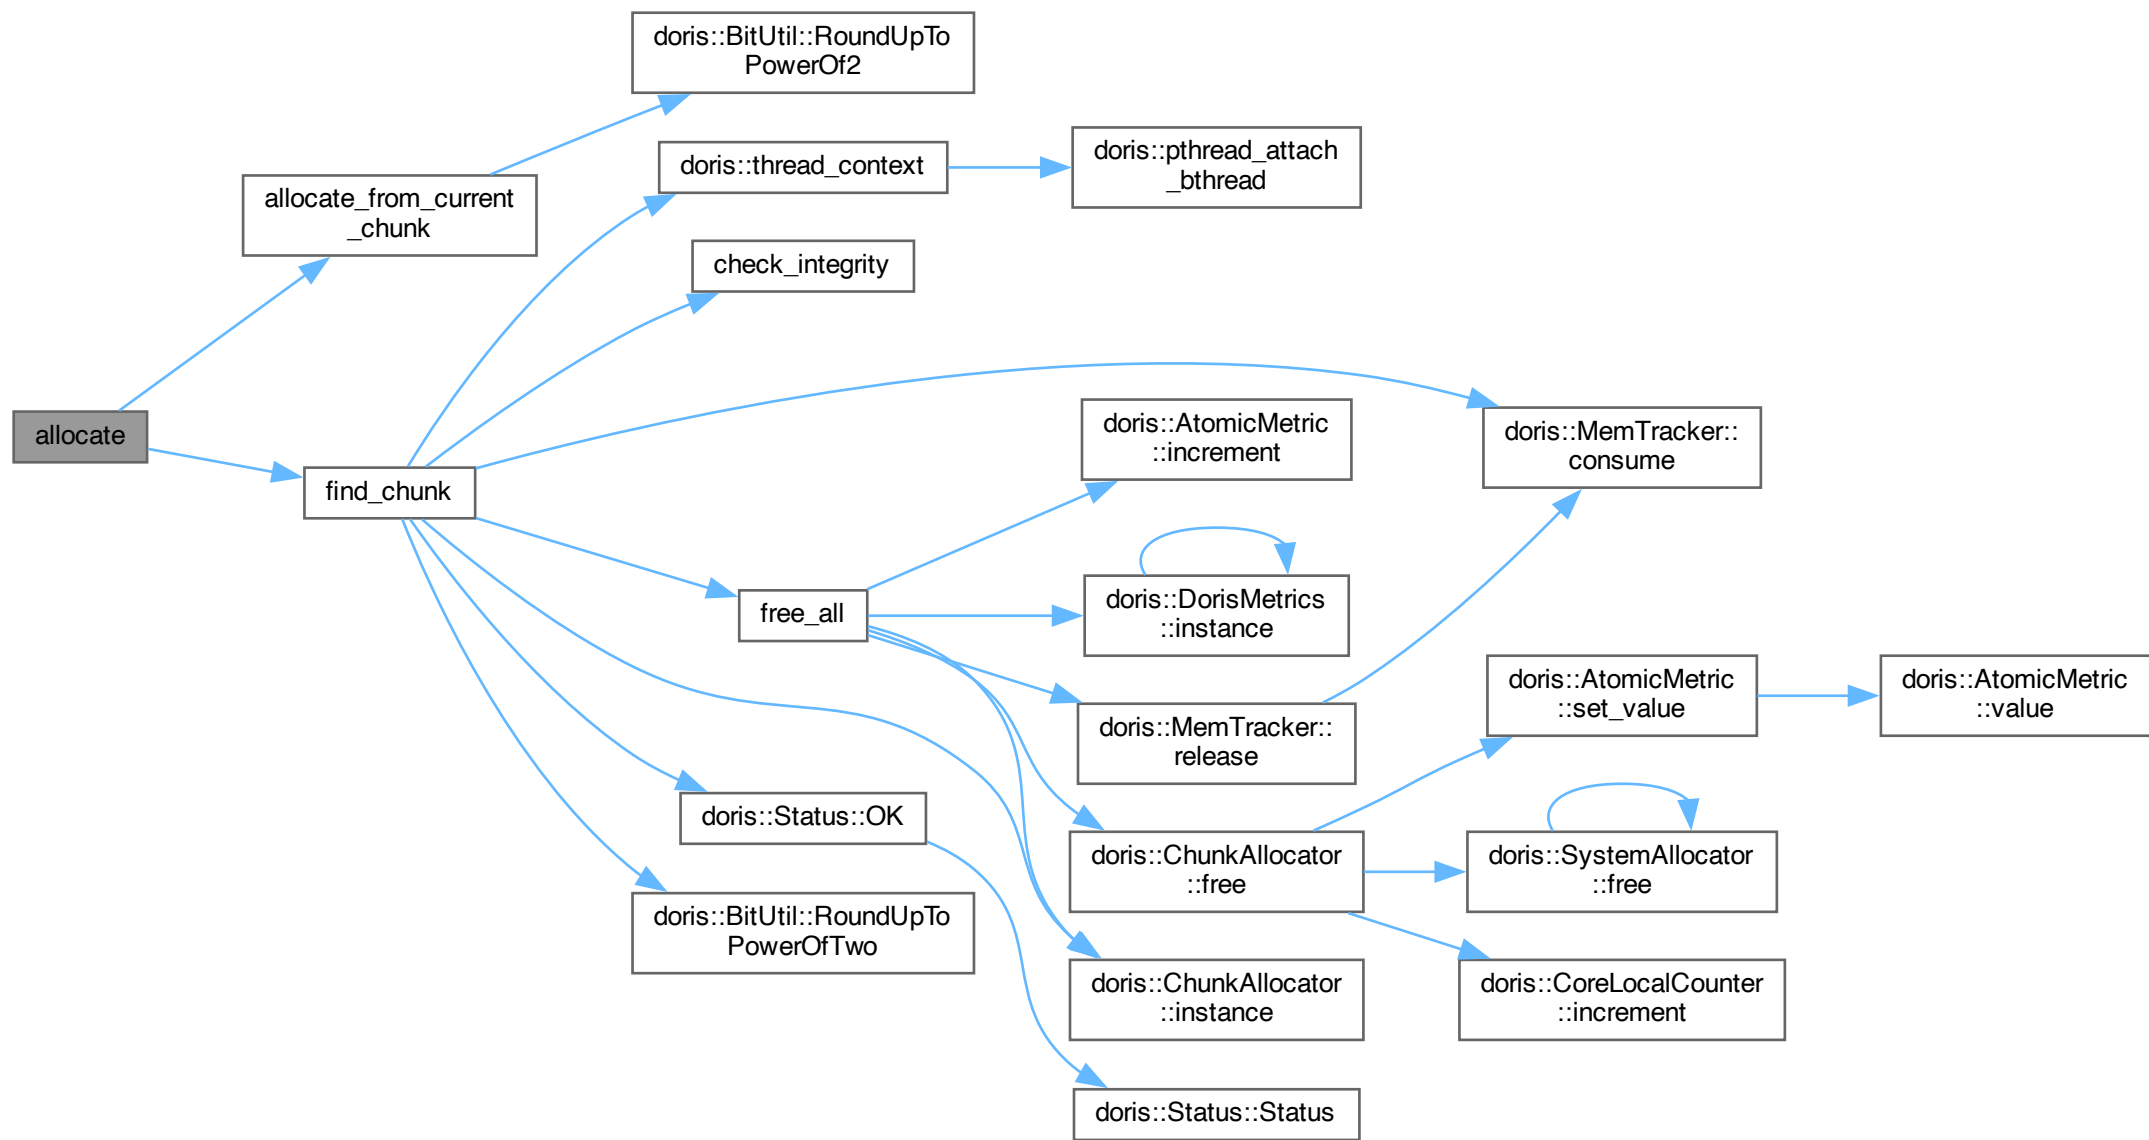 doris::BitUtil::RoundUpTo
PowerOf2
doris::thread_context
doris::pthread_attach
_bthread
allocate_from_current
_chunk
check_integrity
allocate
doris::AtomicMetric
::increment
doris::MemTracker::
consume
find_chunk
doris::DorisMetrics
::instance
free_all
doris::MemTracker::
release
doris::AtomicMetric
::set_value
doris::AtomicMetric
::value
doris::Status::OK
doris::ChunkAllocator
::free
doris::SystemAllocator
::free
doris::BitUtil::RoundUpTo
PowerOfTwo
doris::ChunkAllocator
::instance
doris::CoreLocalCounter
::increment
doris::Status::Status